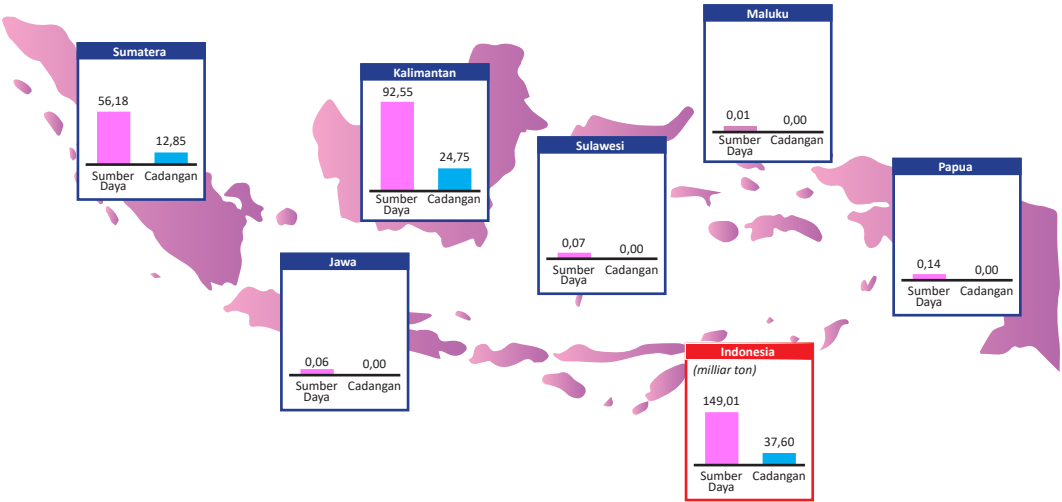 Sumatera
56,18
12,85
Sumber
Daya
Cadangan
Kalimantan
92,55
24,75
Sumber
Daya
Cadangan
Maluku
0,01
0,00
Sumber
Daya
Cadangan
Sulawesi
0,07
0,00
Sumber
Daya
Cadangan
Papua
0,14
0,00
Sumber
Daya
Cadangan
Jawa
0,06
0,00
Sumber
Daya
Cadangan
Indonesia
(milliar ton)
149,01
37,60
Sumber
Daya
Cadangan